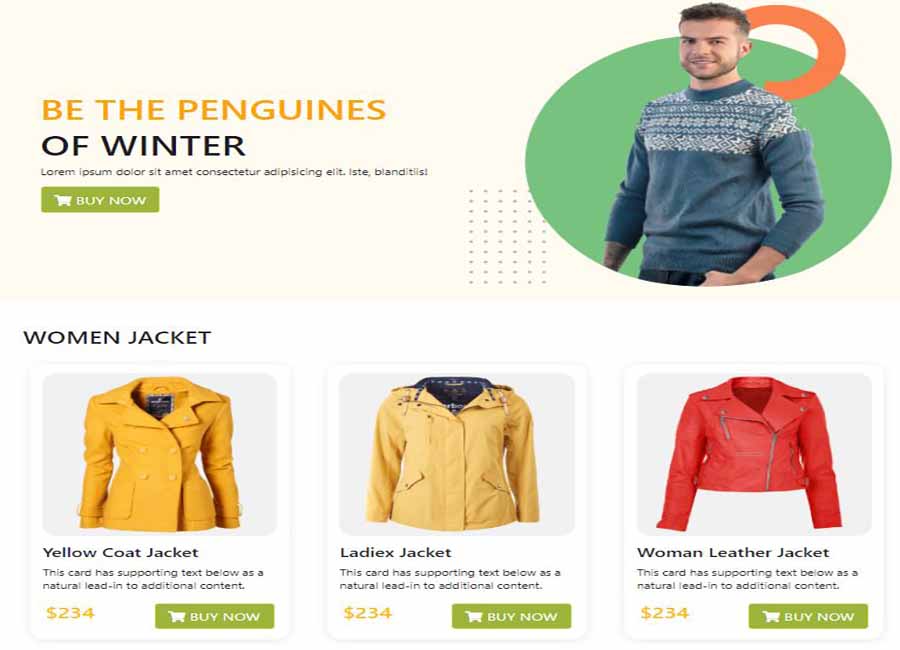 BE THE PENGUINES
OF WINTER
Lorem ipsum dolor sit amet consectetur adipisicing elit. Iste, blanditiis!
BUY NOW
WOMEN JACKET
Yellow Coat Jacket
This card has supporting text below as a
natural lead-in to additional content.
$234
BUY NOW
Ladiex Jacket
This card has supporting text below as a
natural lead-in to additional content.
$234
BUY NOW
Woman Leather Jacket
This card has supporting text below as a
natural lead-in to additional content.
$234
BUY NOW